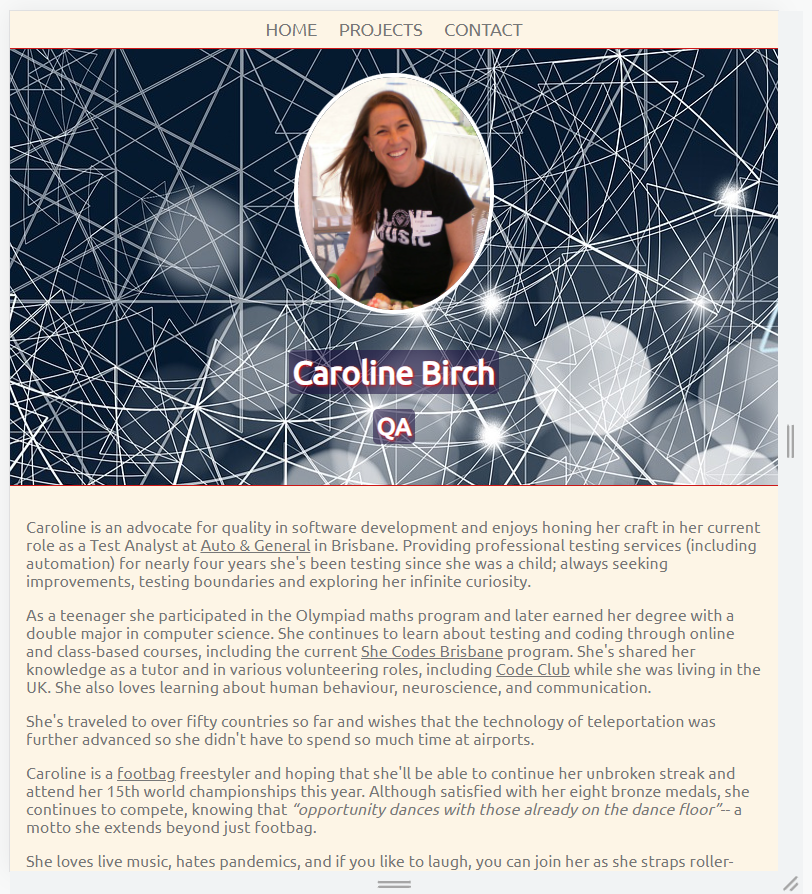 HOME PROJECTS CONTACT
I LOVE
MUSIC
Caroline Birch
QA
Caroline is an advocate for quality in software development and enjoys honing her craft in her current
role as a Test Analyst at Auto & General in Brisbane. Providing professional testing services (including
automation) for nearly four years she's been testing since she was a child; always seeking
improvements, testing boundaries and exploring her infinite curiosity.
As a teenager she participated in the Olympiad maths program and later earned her degree with a
double major in computer science. She continues to learn about testing and coding through online
and class-based courses, including the current She Codes Brisbane program. She's shared her
knowledge as a tutor and in various volunteering roles, including Code Club while she was living in the
UK. She also loves learning about human behaviour, neuroscience, and communication.
She's traveled to over fifty countries so far and wishes that the technology of teleportation was
further advanced so she didn't have to spend so much time at airports.
Caroline is a footbag freestyler and hoping that she'll be able to continue her unbroken streak and
attend her 15th world championships this year. Although satisfied with her eight bronze medals, she
continues to compete, knowing that “opportunity dances with those already on the dance floor”-- a
motto she extends beyond just footbag.
She loves live music, hates pandemics, and if you like to laugh, you can join her as she straps roller-